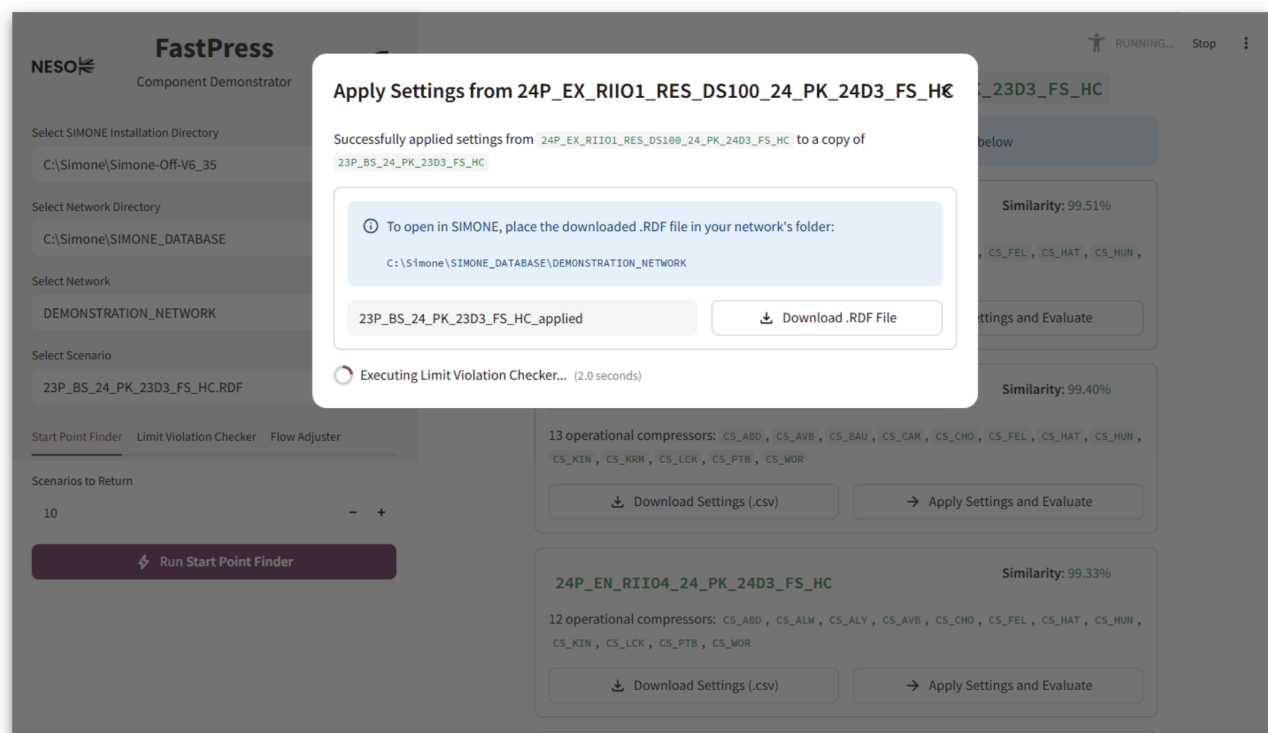 NESO
FastPress
Component Demonstrator
Select SIMONE Installation Directory
C:\Simone\Simone-Off-V6_35
Select Network Directory
C:\Simone\SIMONE_DATABASE
Select Network
DEMONSTRATION_NETWORK
Select Scenario
23P_BS_24_PK_23D3_FS_HC.RDF
Start Point Finder Limit Violation Checker Flow Adjuster
Scenarios to Return
10 − +
Run Start Point Finder
RUNNING... Stop
Apply Settings from 24P_EX_RIIO1_RES_DS100_24_PK_24D3_FS_HC
Successfully applied settings from 24P_EX_RIIO1_RES_DS100_24_PK_24D3_FS_HC to a copy of
23P_BS_24_PK_23D3_FS_HC
To open in SIMONE, place the downloaded .RDF file in your network's folder:
C:\Simone\SIMONE_DATABASE\DEMONSTRATION_NETWORK
23P_BS_24_PK_23D3_FS_HC_applied Download .RDF File
Executing Limit Violation Checker... (2.0 seconds)
_23D3_FS_HC
below
Similarity: 99.51%
, CS_FEL , CS_HAT , CS_HUN ,
ttings and Evaluate
Similarity: 99.40%
13 operational compressors: CS_ABD , CS_AVB , CS_BAU , CS_CAM , CS_CHO , CS_FEL , CS_HAT , CS_HUN ,
CS_KIN , CS_KRM , CS_LCK , CS_PTB , CS_WOR
Download Settings (.csv) → Apply Settings and Evaluate
24P_EN_RIIO4_24_PK_24D3_FS_HC Similarity: 99.33%
12 operational compressors: CS_ABD , CS_ALW , CS_ALY , CS_AVB , CS_CHO , CS_FEL , CS_HAT , CS_HUN ,
CS_KIN , CS_LCK , CS_PTB , CS_WOR
Download Settings (.csv) → Apply Settings and Evaluate